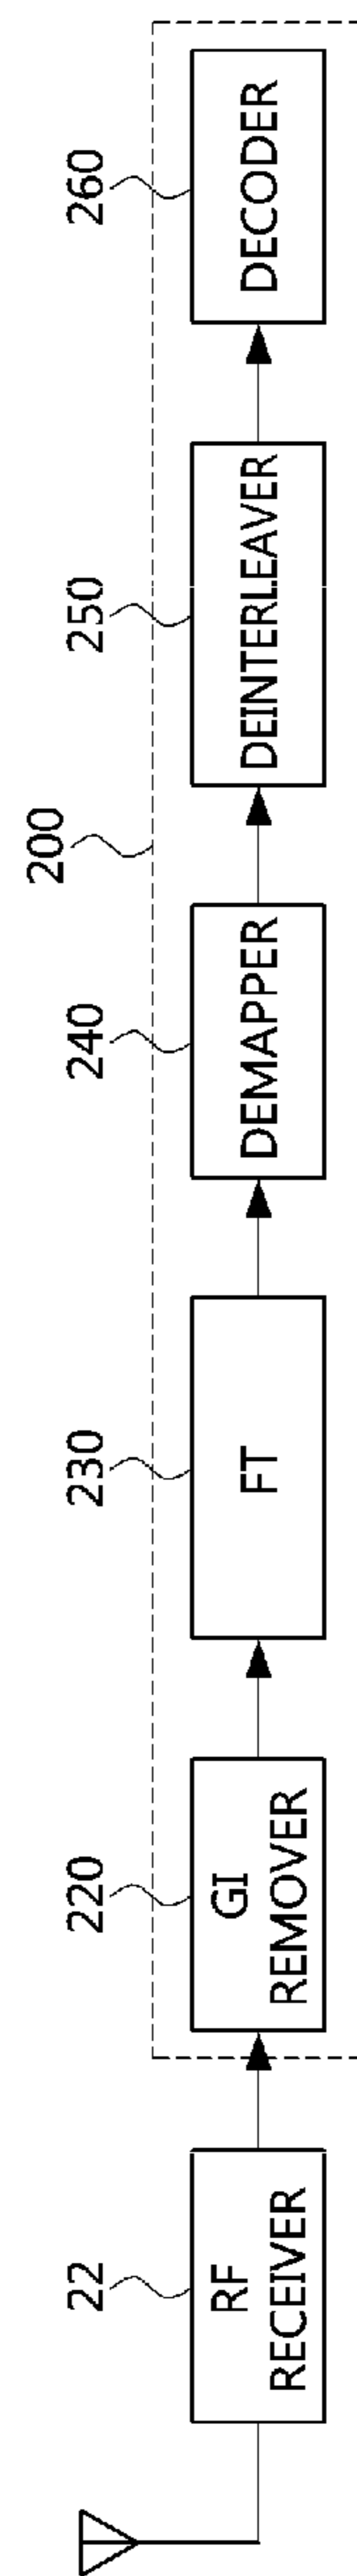 200
22
220
230
240
250
260
RF
RECEIVER
GI
REMOVER
FT
DEMAPPER
DEINTERLEAVER
DECODER